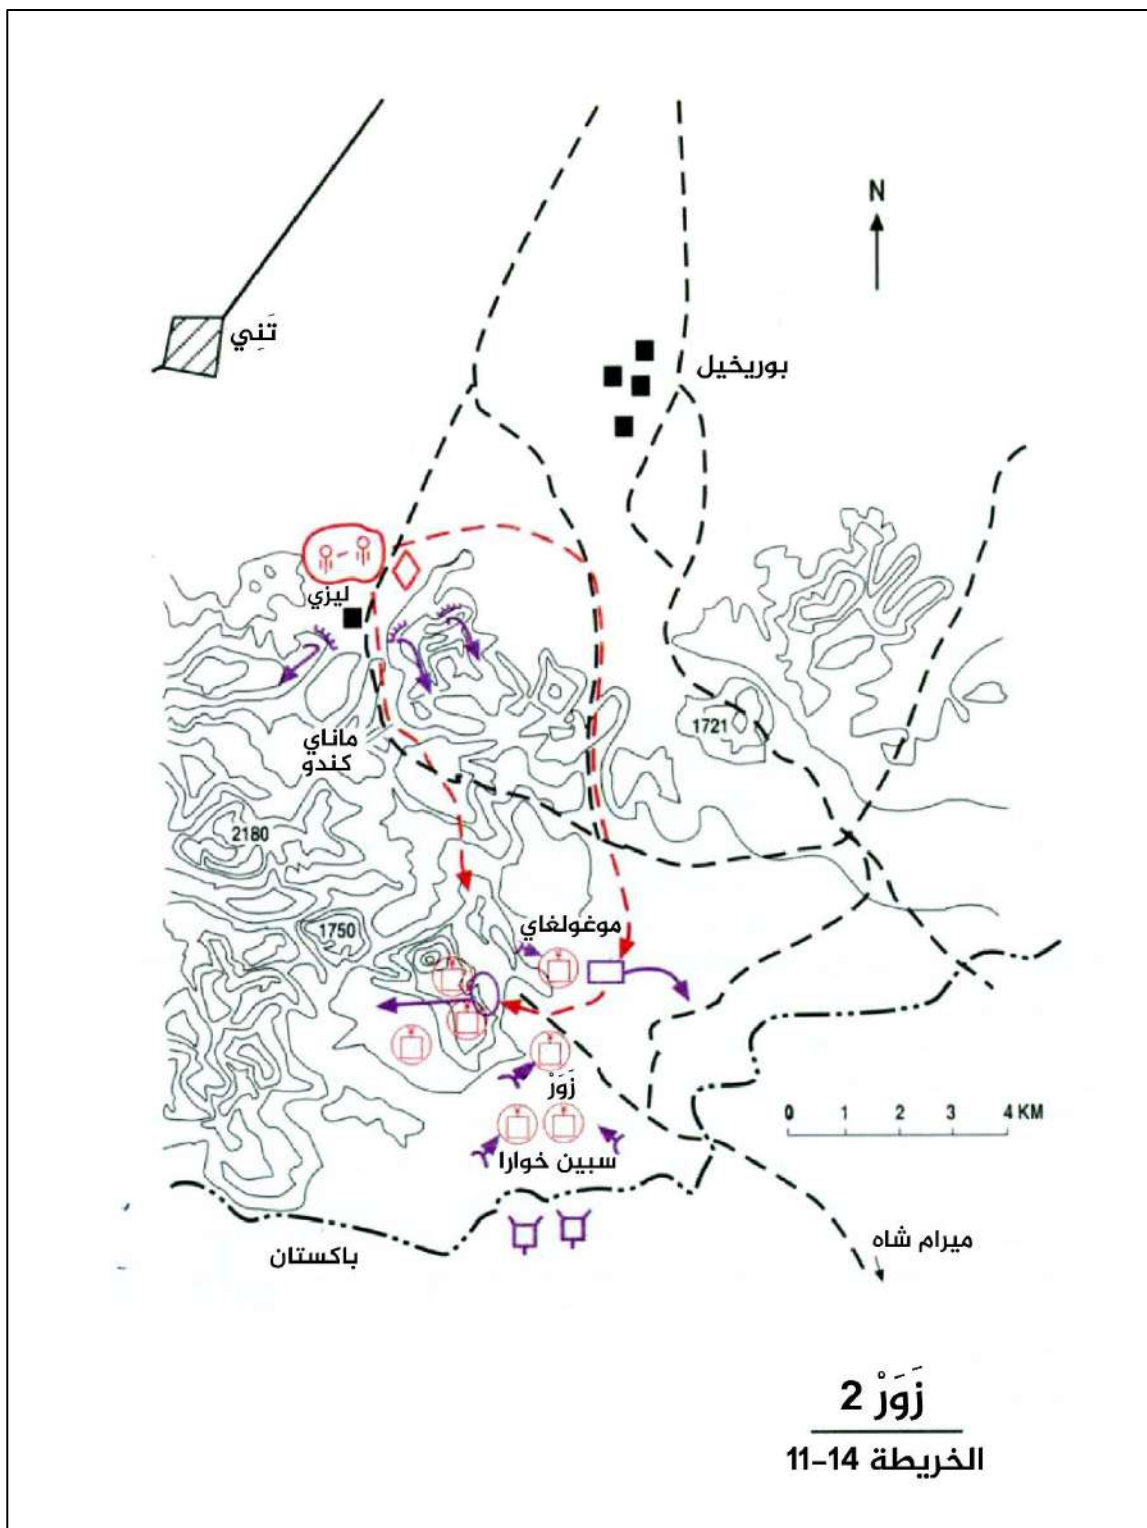 N
تَنِي
بوريخيل
ليزي
ماناي
كندو
1721
2180
1750
موغولغاي
زَوَرْ
0 1 2 3 4 KM
سبين خوارا
ميرام شاه
باكستان
زَوَرْ 2
الخريطة 14-11